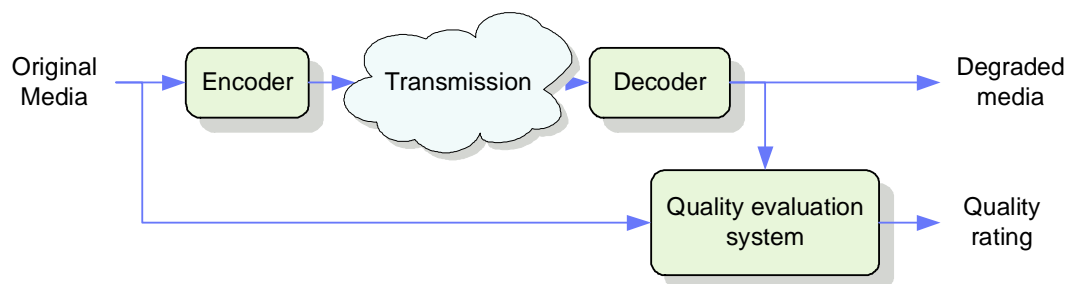 Original
Media
Encoder
Transmission
Decoder
Degraded
media
Quality evaluation
system
Quality
rating